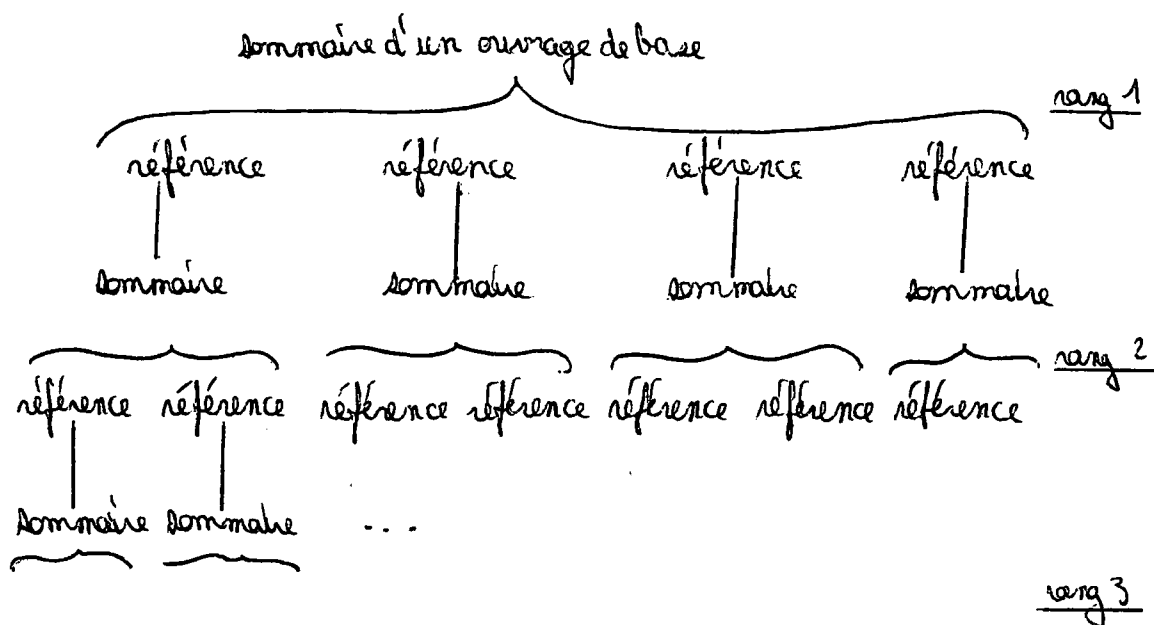 sommaire d'un ouvrage de base
rang 1
référence référence référence référence
sommaire sommaire sommaire sommaire
rang 2
référence référence référence référence référence référence référence
sommaire sommaire ...
rang 3